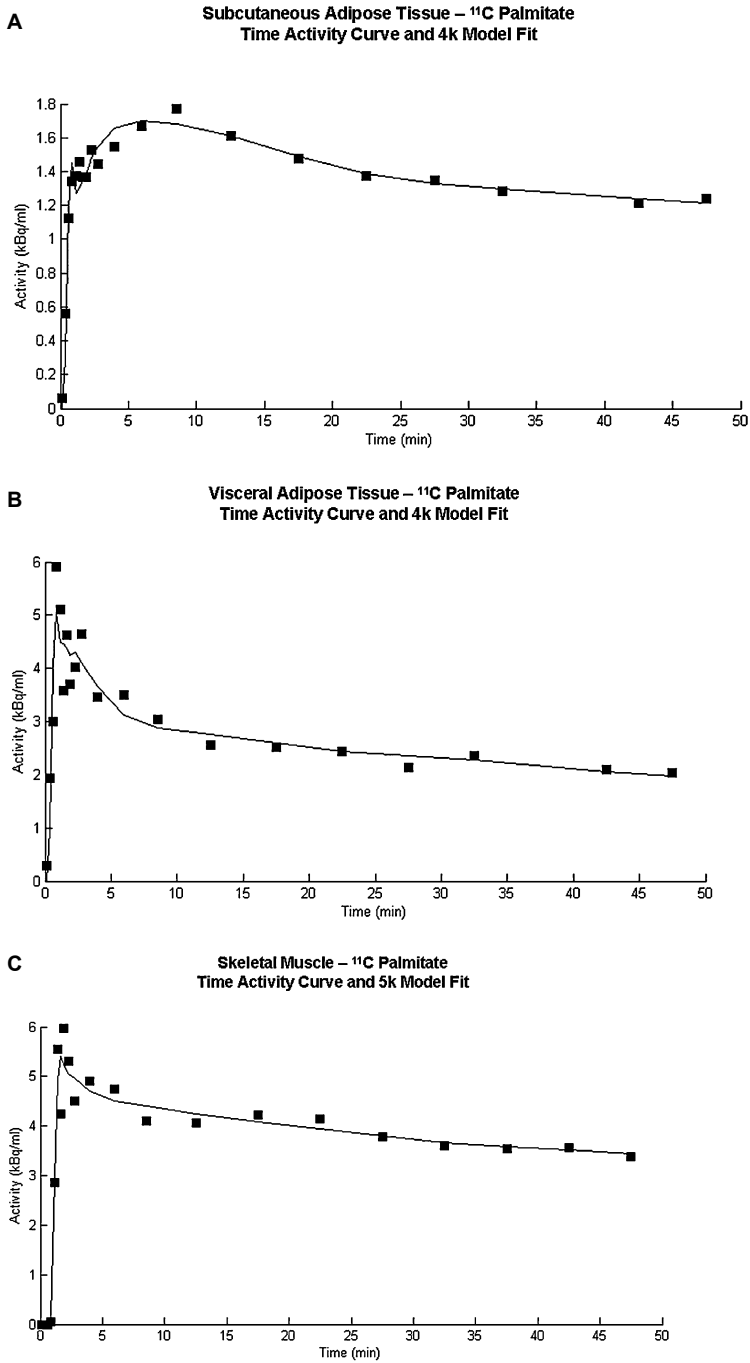 A
Subcutaneous Adipose Tissue – ¹¹C Palmitate
Time Activity Curve and 4k Model Fit
1.8
1.6
1.4
1.2
1
0.8
0.6
0.4
0.2
0
Activity (kBq/ml)
0 5 10 15 20 25 30 35 40 45 50
Time (min)
B
Visceral Adipose Tissue – ¹¹C Palmitate
Time Activity Curve and 4k Model Fit
6
5
4
3
2
1
0
Activity (kBq/ml)
0 5 10 15 20 25 30 35 40 45 50
Time (min)
C
Skeletal Muscle – ¹¹C Palmitate
Time Activity Curve and 5k Model Fit
6
5
4
3
2
1
0
Activity (kBq/ml)
0 5 10 15 20 25 30 35 40 45 50
Time (min)